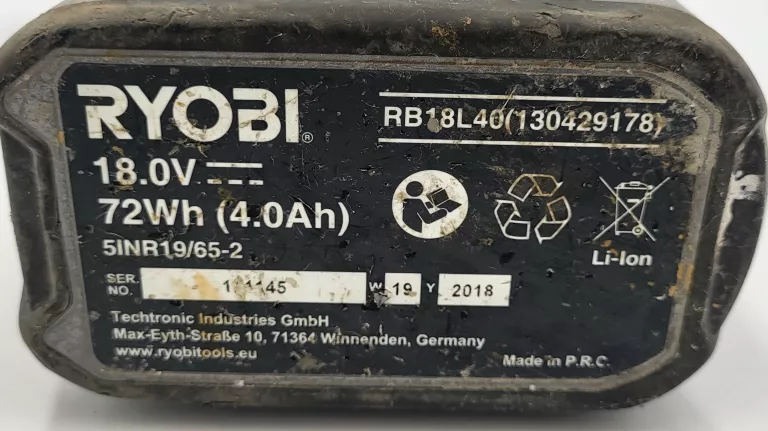 RYOBI®
RB18L40(130429178)
18.0V
72Wh (4.0Ah)
5INR19/65-2
Li-Ion
SER. NO. W 19 Y 2018
Techtronic Industries GmbH
Max-Eyth-Straße 10, 71364 Winnenden, Germany
www.ryobitools.eu
Made in P.R.C.